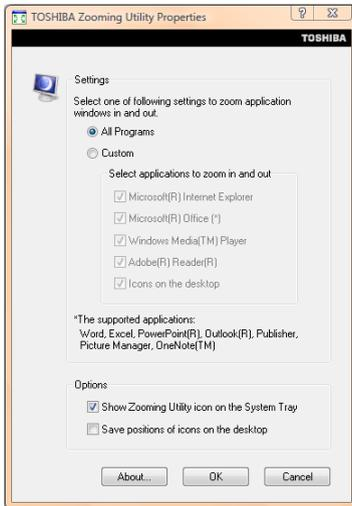 TOSHIBA Zooming Utility Properties
TOSHIBA
Settings
Select one of following settings to zoom application
windows in and out.
All Programs
Custom
Select applications to zoom in and out
Microsoft(R) Internet Explorer
Microsoft(R) Office (*)
Windows Media(TM) Player
Adobe(R) Reader(R)
Icons on the desktop
*The supported applications:
Word, Excel, PowerPoint(R), Outlook(R), Publisher,
Picture Manager, OneNote(TM)
Options
Show Zooming Utility icon on the System Tray
Save positions of icons on the desktop
About... OK Cancel